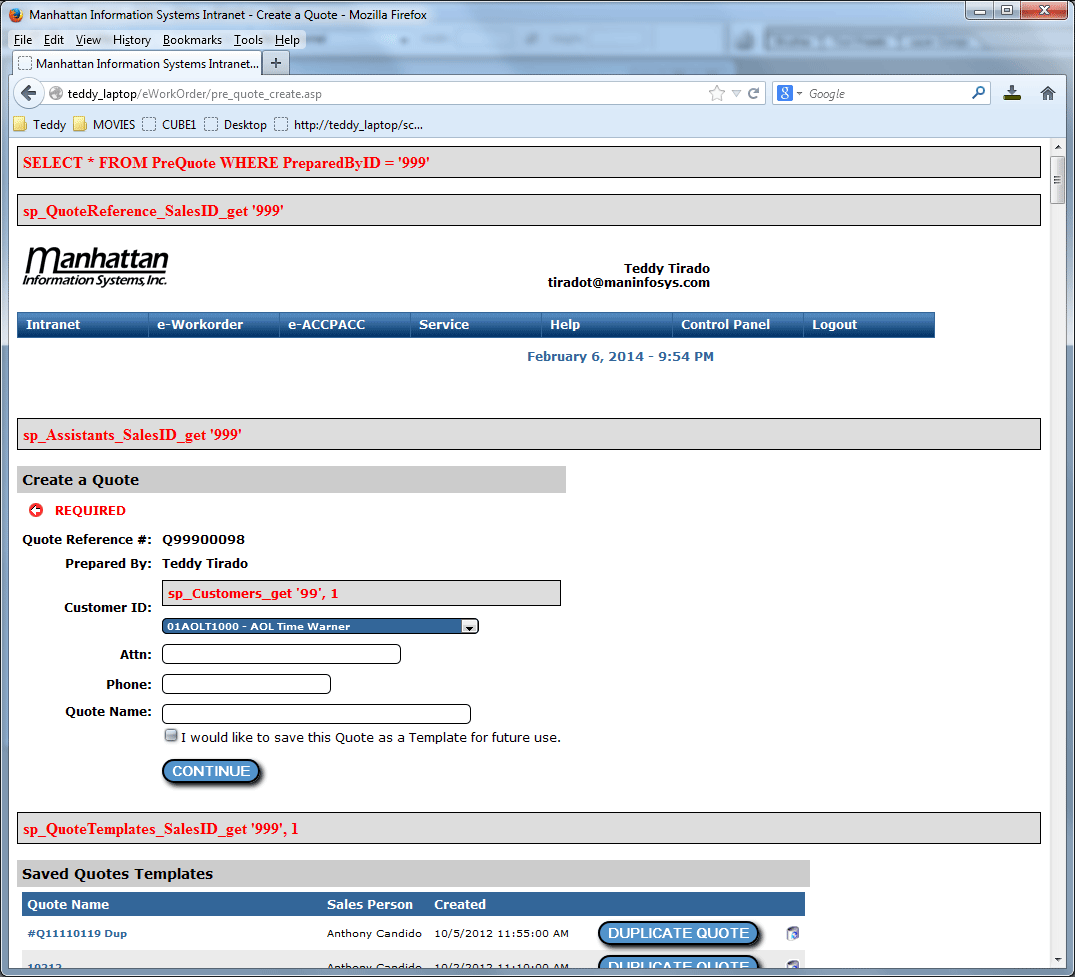 Manhattan Information Systems Intranet - Create a Quote - Mozilla Firefox
File Edit View History Bookmarks Tools Help
Manhattan Information Systems Intranet...
teddy_laptop/eWorkOrder/pre_quote_create.asp
Google
Teddy MOVIES CUBE1 Desktop http://teddy_laptop/sc...
SELECT * FROM PreQuote WHERE PreparedByID = '999'
sp_QuoteReference_SalesID_get '999'
Manhattan
Information Systems, Inc.
Teddy Tirado
tiradot@maninfosys.com
Intranet e-Workorder e-ACCPACC Service Help Control Panel Logout
February 6, 2014 - 9:54 PM
sp_Assistants_SalesID_get '999'
Create a Quote
REQUIRED
Quote Reference #: Q99900098
Prepared By: Teddy Tirado
sp_Customers_get '99', 1
Customer ID:
01AOLT1000 - AOL Time Warner
Attn:
Phone:
Quote Name:
I would like to save this Quote as a Template for future use.
CONTINUE
sp_QuoteTemplates_SalesID_get '999', 1
Saved Quotes Templates
Quote Name Sales Person Created
#Q11110119 Dup Anthony Candido 10/5/2012 11:55:00 AM DUPLICATE QUOTE
Anthony Candido DUPLICATE QUOTE